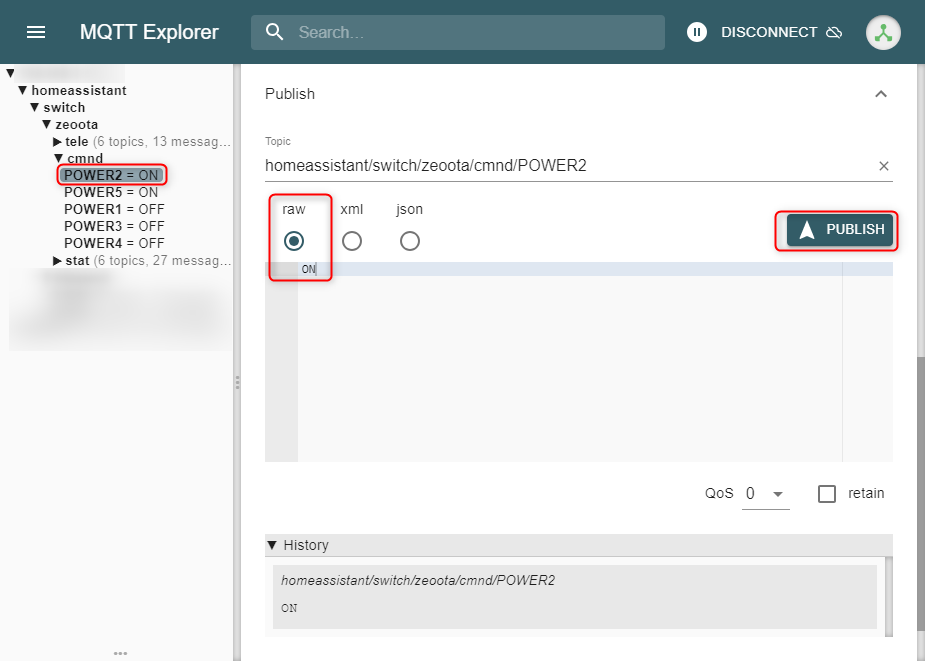 MQTT Explorer
Search...
DISCONNECT
homeassistant
switch
zeoota
tele (6 topics, 13 messag...
cmnd
POWER2 = ON
POWER5 = ON
POWER1 = OFF
POWER3 = OFF
POWER4 = OFF
stat (6 topics, 27 messag...
Publish
Topic
homeassistant/switch/zeoota/cmnd/POWER2
raw xml json
PUBLISH
ON
QoS 0 retain
History
homeassistant/switch/zeoota/cmnd/POWER2
ON